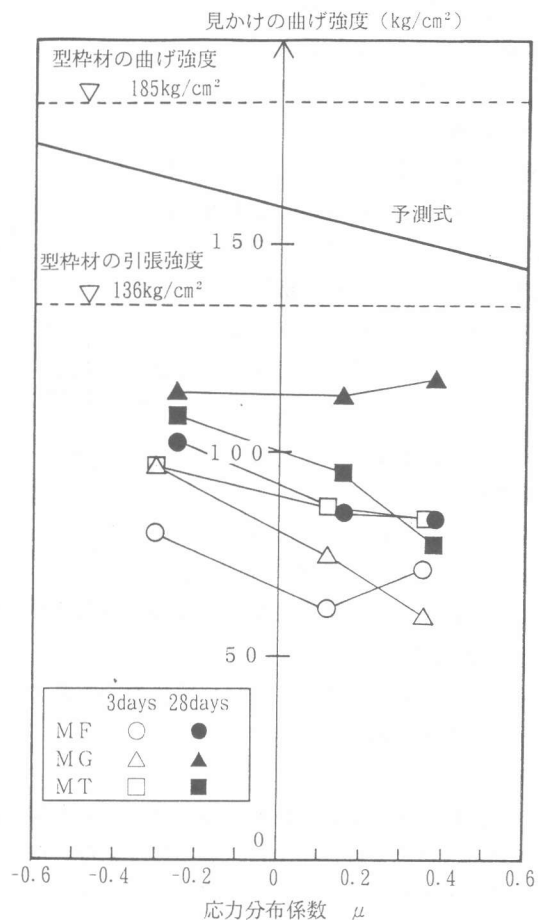 見かけの曲げ強度（kg/cm²）
型枠材の曲げ強度
▽ 185kg/cm²
予測式
150
型枠材の引張強度
▽ 136kg/cm²
100
50
3days 28days
MF ○ ●
MG △ ▲
MT □ ■
0
-0.6 -0.4 -0.2 0 0.2 0.4 0.6
応力分布係数 μ